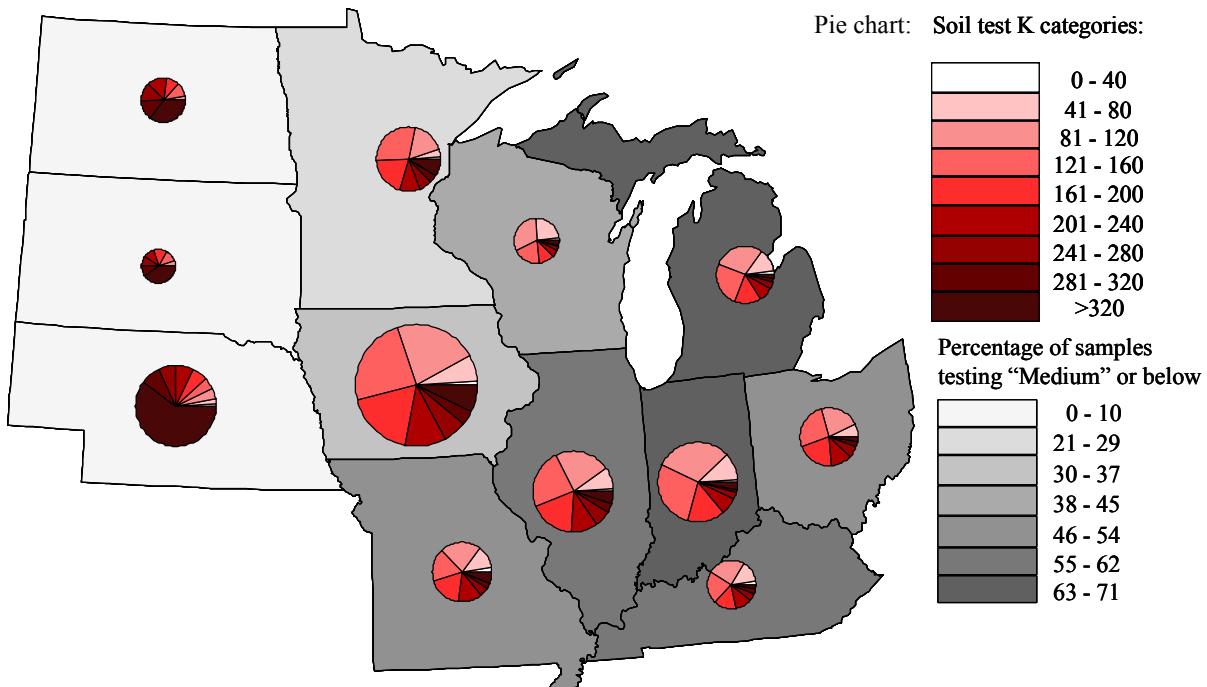 Pie chart: Soil test K categories:
0 - 40
41 - 80
81 - 120
121 - 160
161 - 200
201 - 240
241 - 280
281 - 320
>320
Percentage of samples
testing “Medium” or below
0 - 10
21 - 29
30 - 37
38 - 45
46 - 54
55 - 62
63 - 71